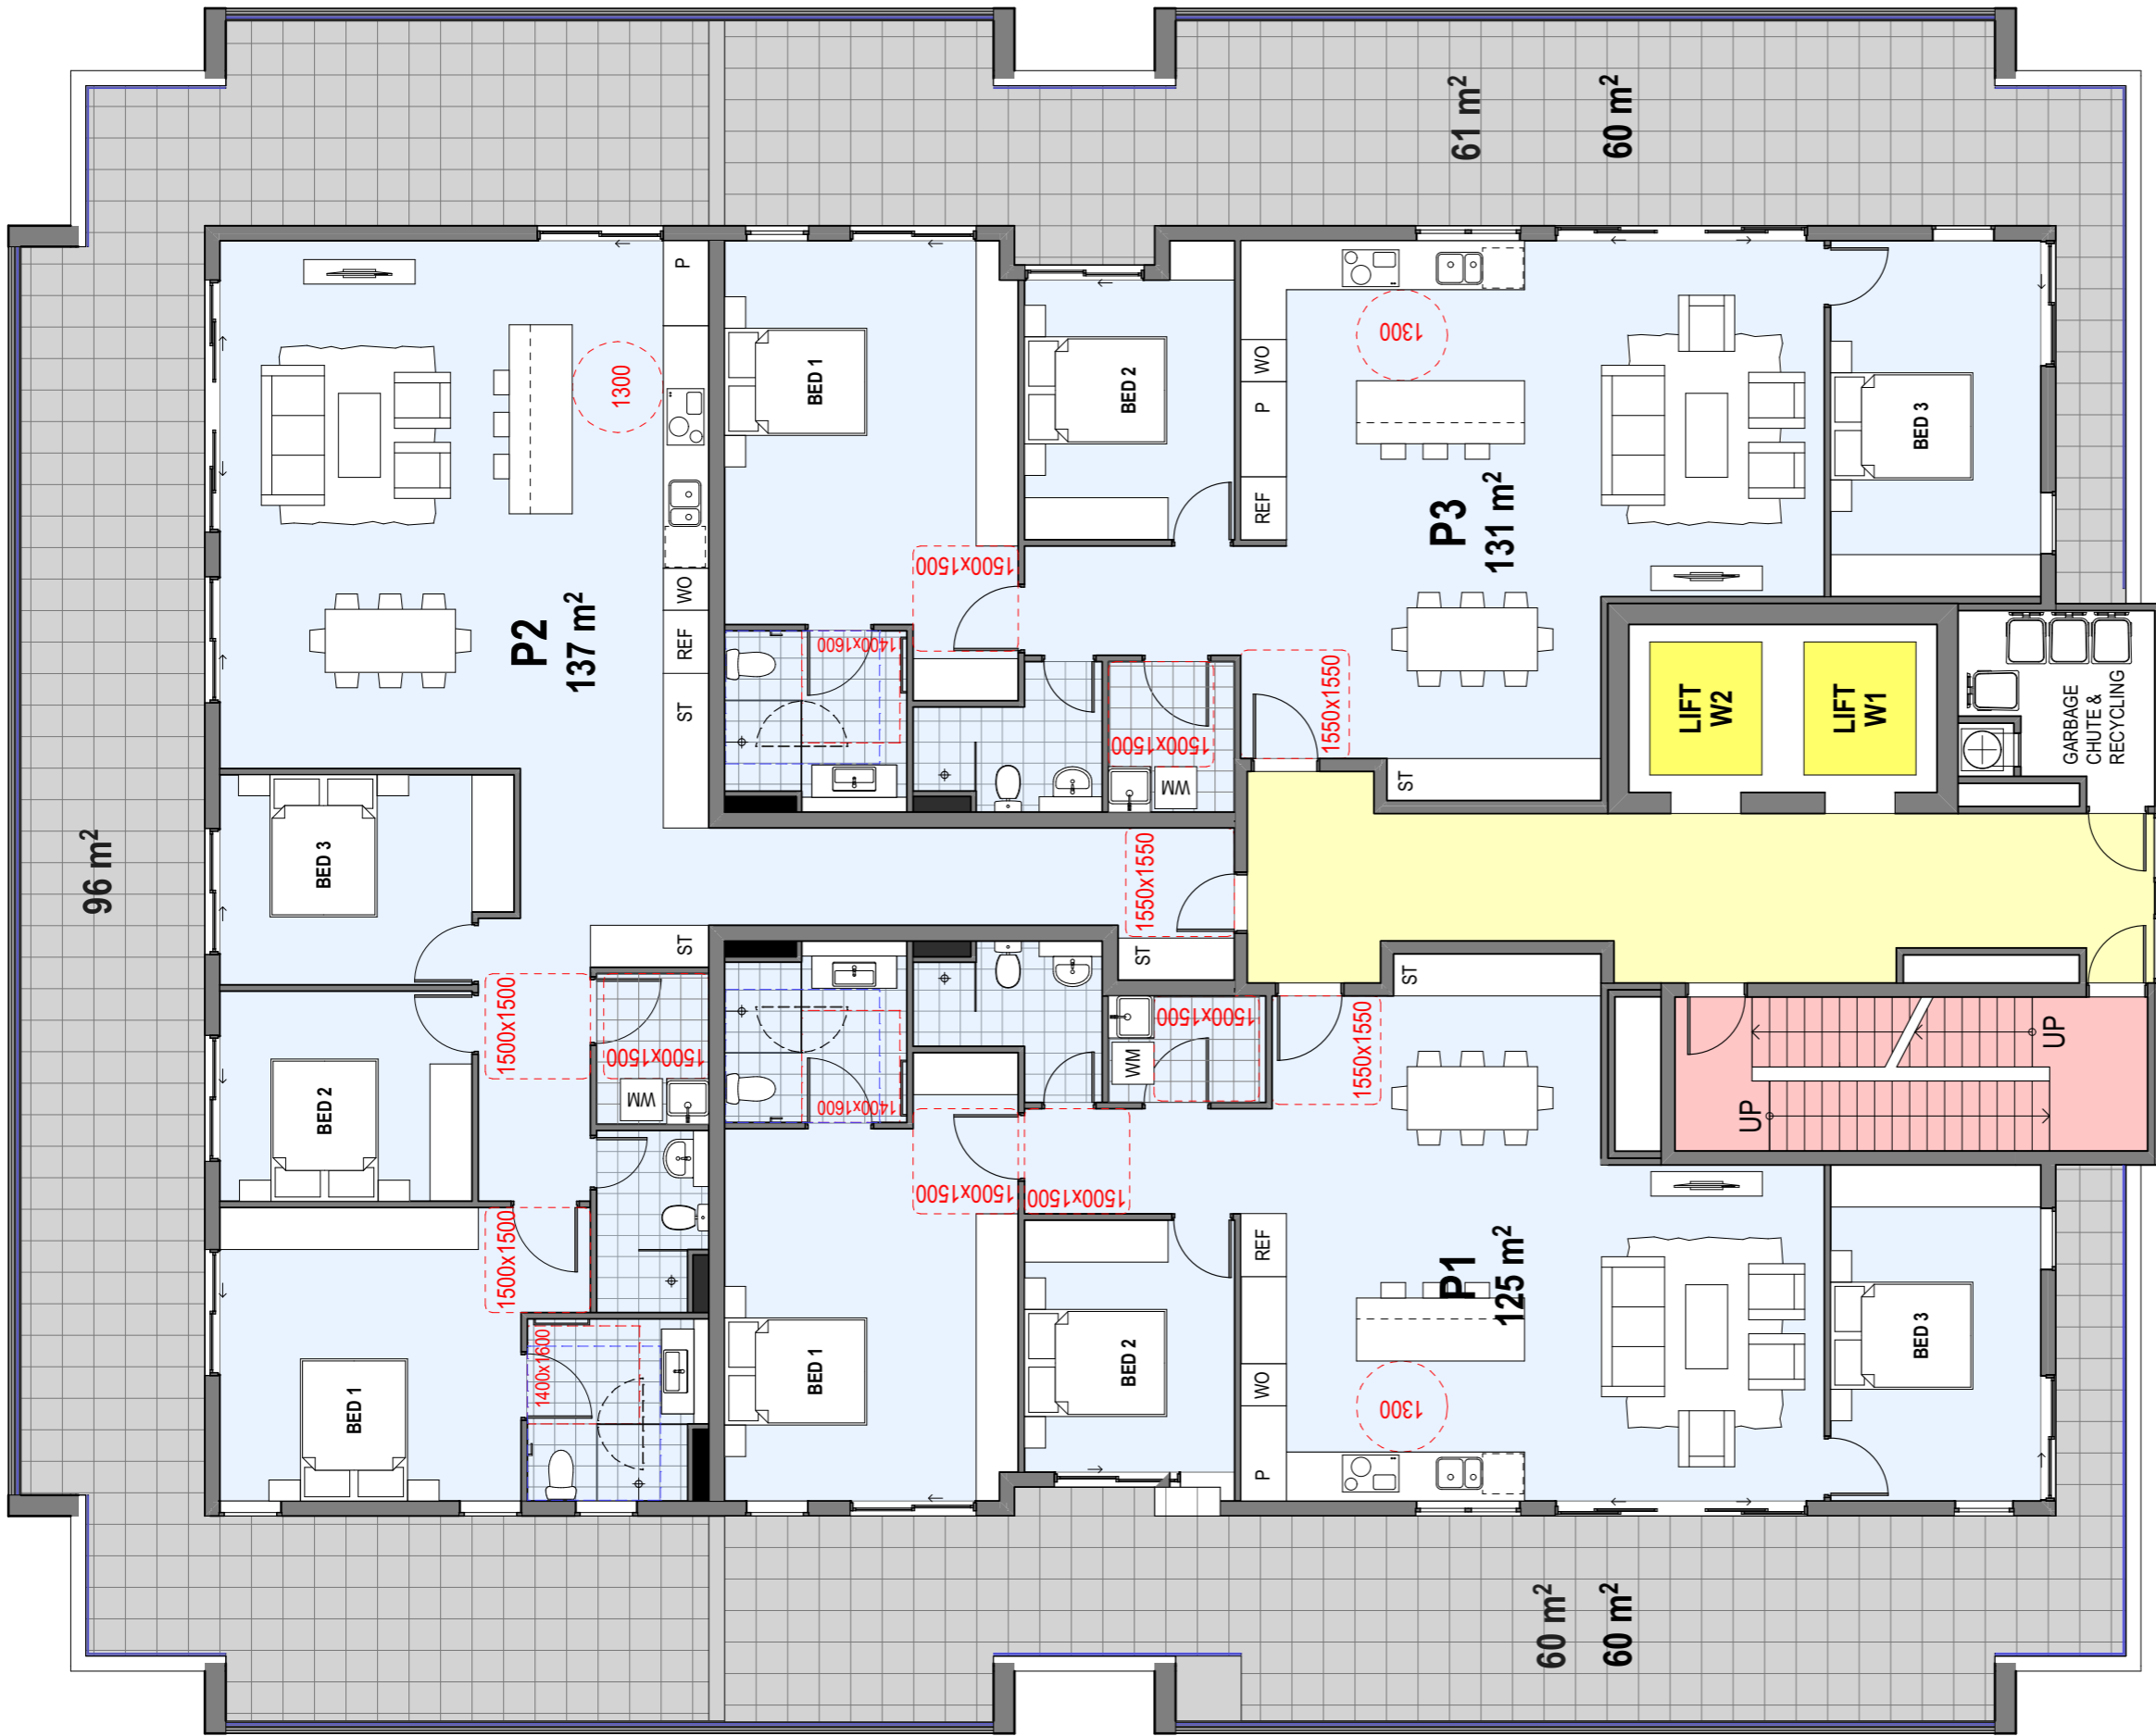 61 m²
60 m²
96 m²
P2
137 m²
1300
P
WO
REF
ST
BED 1
BED 2
1500x1500
1400x1600
1500x1500
WM
P3
131 m²
1300
WO
P
REF
BED 3
1550x1550
ST
LIFT
W2
LIFT
W1
GARBAGE
CHUTE &
RECYCLING
BED 3
BED 2
BED 1
1500x1500
1500x1500
1500x1500
WM
1400x1600
ST
1550x1550
ST
1400x1600
1500x1500
1500x1500
1500x1500
WM
BED 1
BED 2
ST
1550x1550
UP
UP
P1
125 m²
REF
WO
P
1300
BED 3
60 m²
60 m²